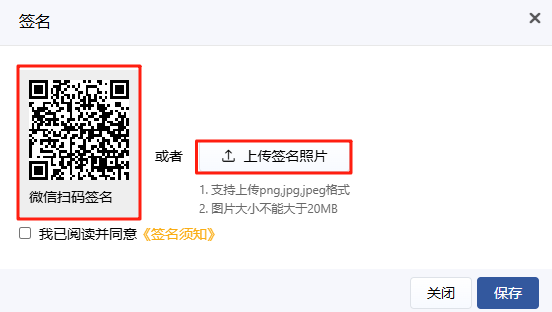 签名
微信扫码签名
或者
上传签名照片
1. 支持上传png,jpg,jpeg格式
2. 图片大小不能大于20MB
我已阅读并同意《签名须知》
关闭
保存